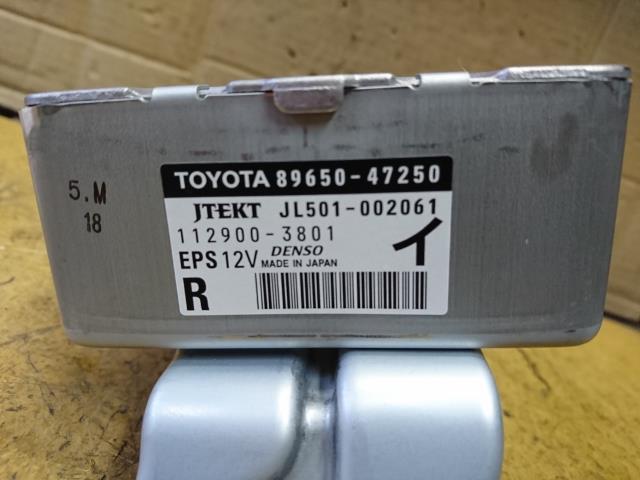 5.M
18
TOYOTA 89650-47250
JTEKT JL501-002061
112900-3801
イ
EPS 12V DENSO MADE IN JAPAN
R